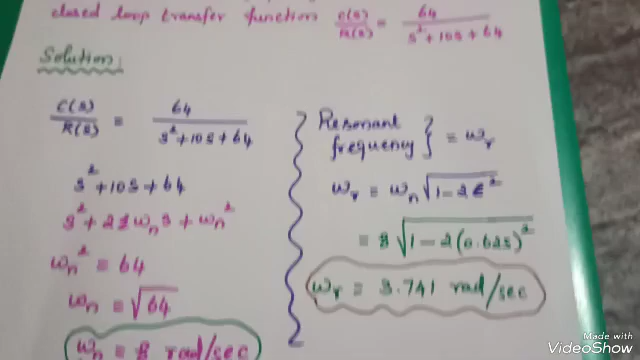 closed loop transfer function C(S)/R(S) = 64/S²+10S+64
Solution:
C(S)/R(S) = 64/S²+10S+64
S²+10S+64
S²+2ξωₙS+ωₙ²
ωₙ² = 64
ωₙ = √64
ωₙ = 8 rad/sec
Resonant
frequency } = ωᵣ
ωᵣ = ωₙ√1-2ξ²
= 8√1-2(0.625)²
ωᵣ = 3.741 rad/sec
Made with
VideoShow